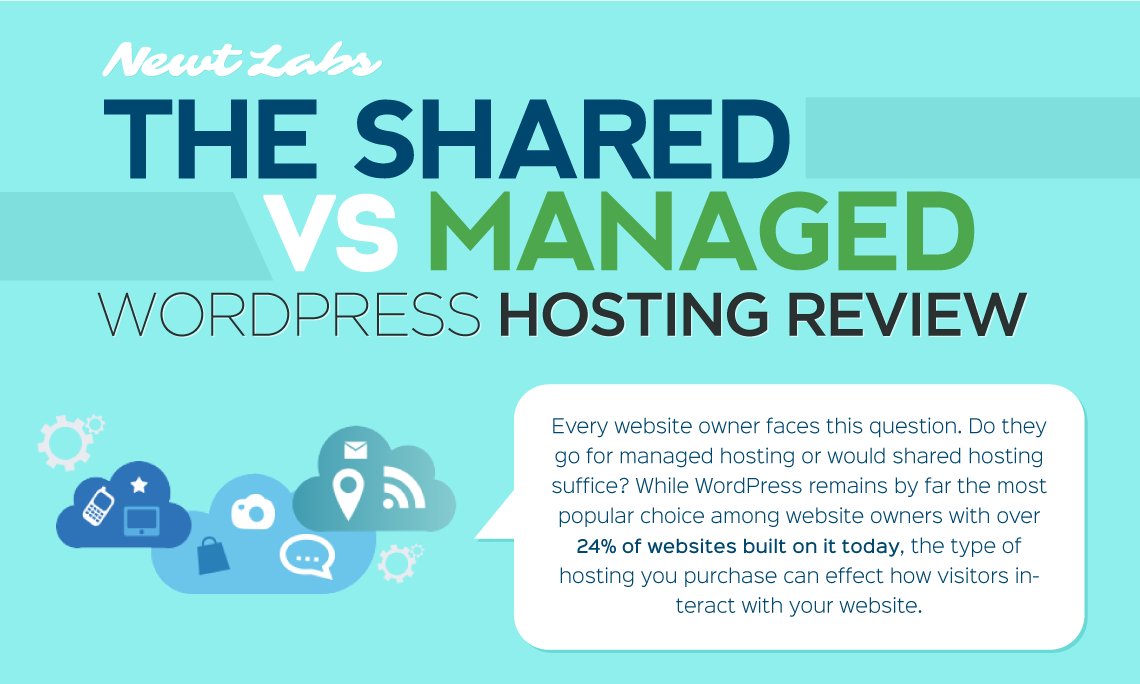 Newt Labs
THE SHARED
VS MANAGED
WORDPRESS HOSTING REVIEW
Every website owner faces this question. Do they
go for managed hosting or would shared hosting
suffice? While WordPress remains by far the most
popular choice among website owners with over
24% of websites built on it today, the type of
hosting you purchase can effect how visitors in-
teract with your website.